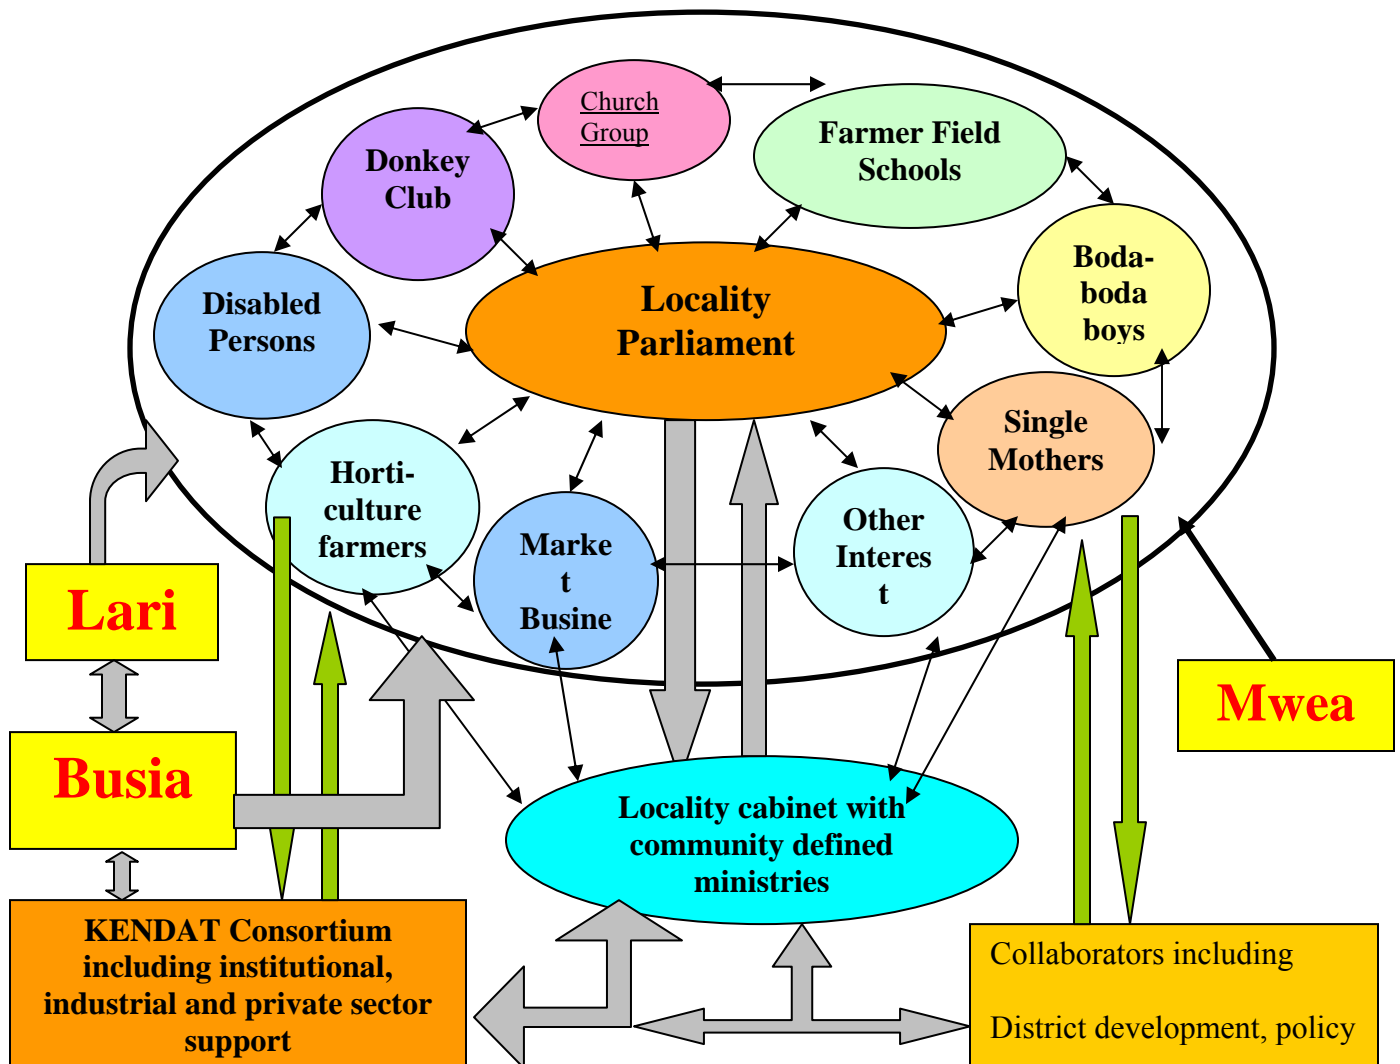 Church
Group
Farmer Field
Schools
Donkey
Club
Boda-
boda
boys
Disabled
Persons
Locality
Parliament
Single
Mothers
Horti-
culture
farmers
Marke
t
Busine
Other
Interes
t
Lari
Busia
Mwea
Locality cabinet with
community defined
ministries
KENDAT Consortium
including institutional,
industrial and private sector
support
Collaborators including
District development, policy